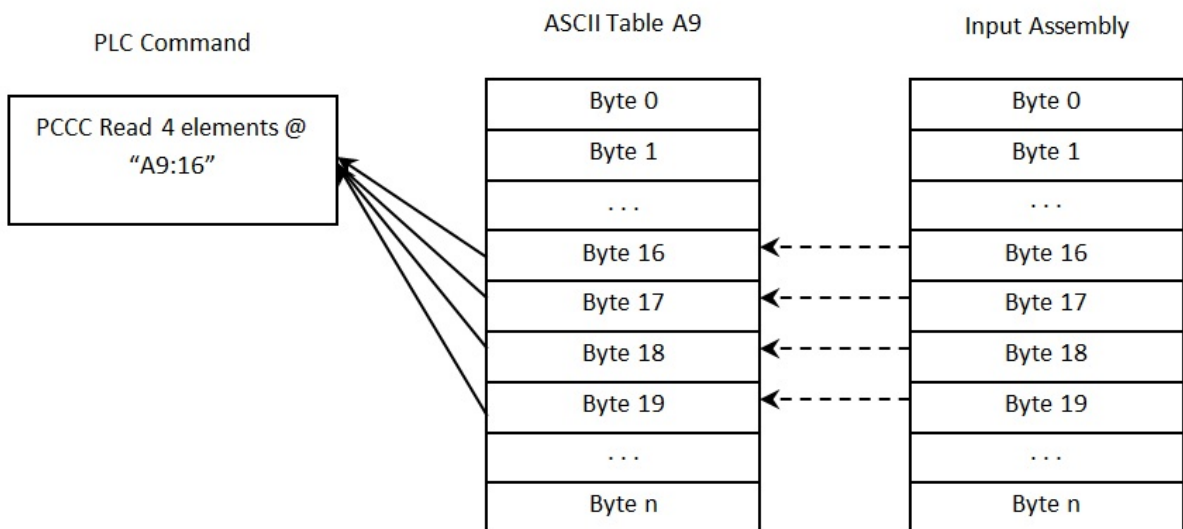 PLC Command
PCCC Read 4 elements @
“A9:16”
ASCII Table A9
Byte 0
Byte 1
. . .
Byte 16
Byte 17
Byte 18
Byte 19
. . .
Byte n
Input Assembly
Byte 0
Byte 1
. . .
Byte 16
Byte 17
Byte 18
Byte 19
. . .
Byte n